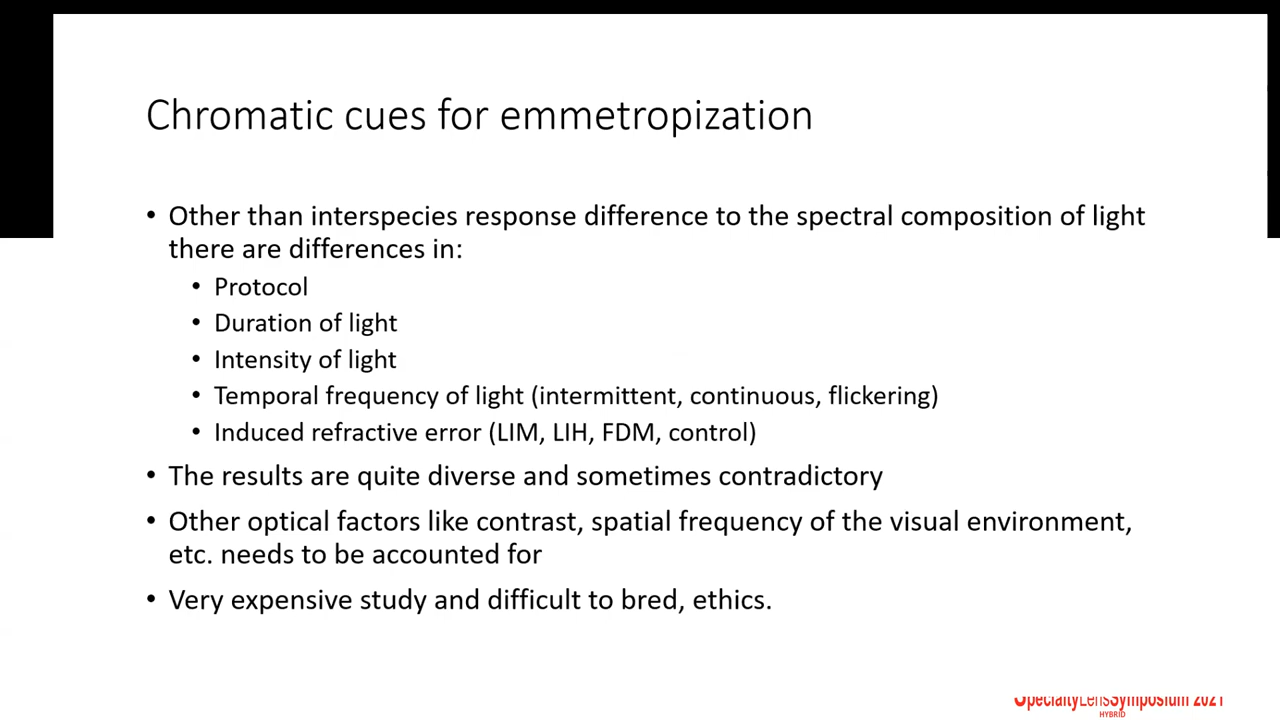 Chromatic cues for emmetropization
• Other than interspecies response difference to the spectral composition of light
there are differences in:
• Protocol
• Duration of light
• Intensity of light
• Temporal frequency of light (intermittent, continuous, flickering)
• Induced refractive error (LIM, LIH, FDM, control)
• The results are quite diverse and sometimes contradictory
• Other optical factors like contrast, spatial frequency of the visual environment,
etc. needs to be accounted for
• Very expensive study and difficult to bred, ethics.
SpecialtyLensSymposium 2021
HYBRID